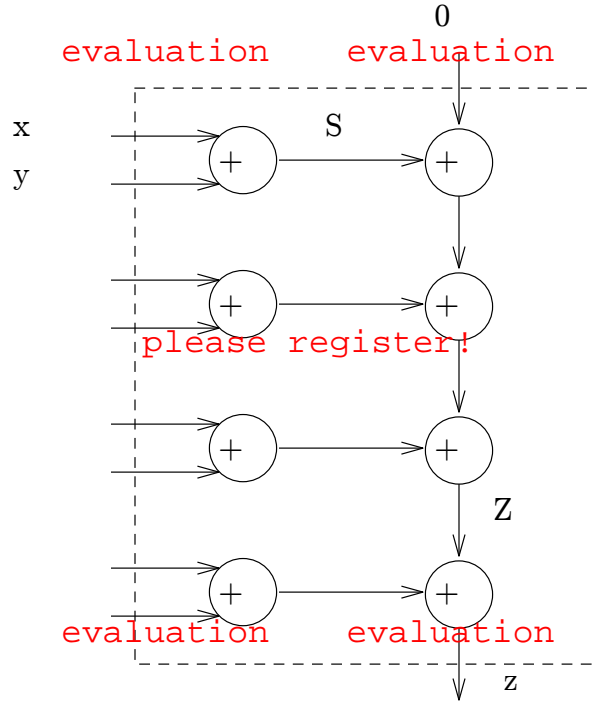 0
evaluation evaluation
x S
+ +
y
+ +
please register!
+ +
Z
+ +
evaluation evaluation
z